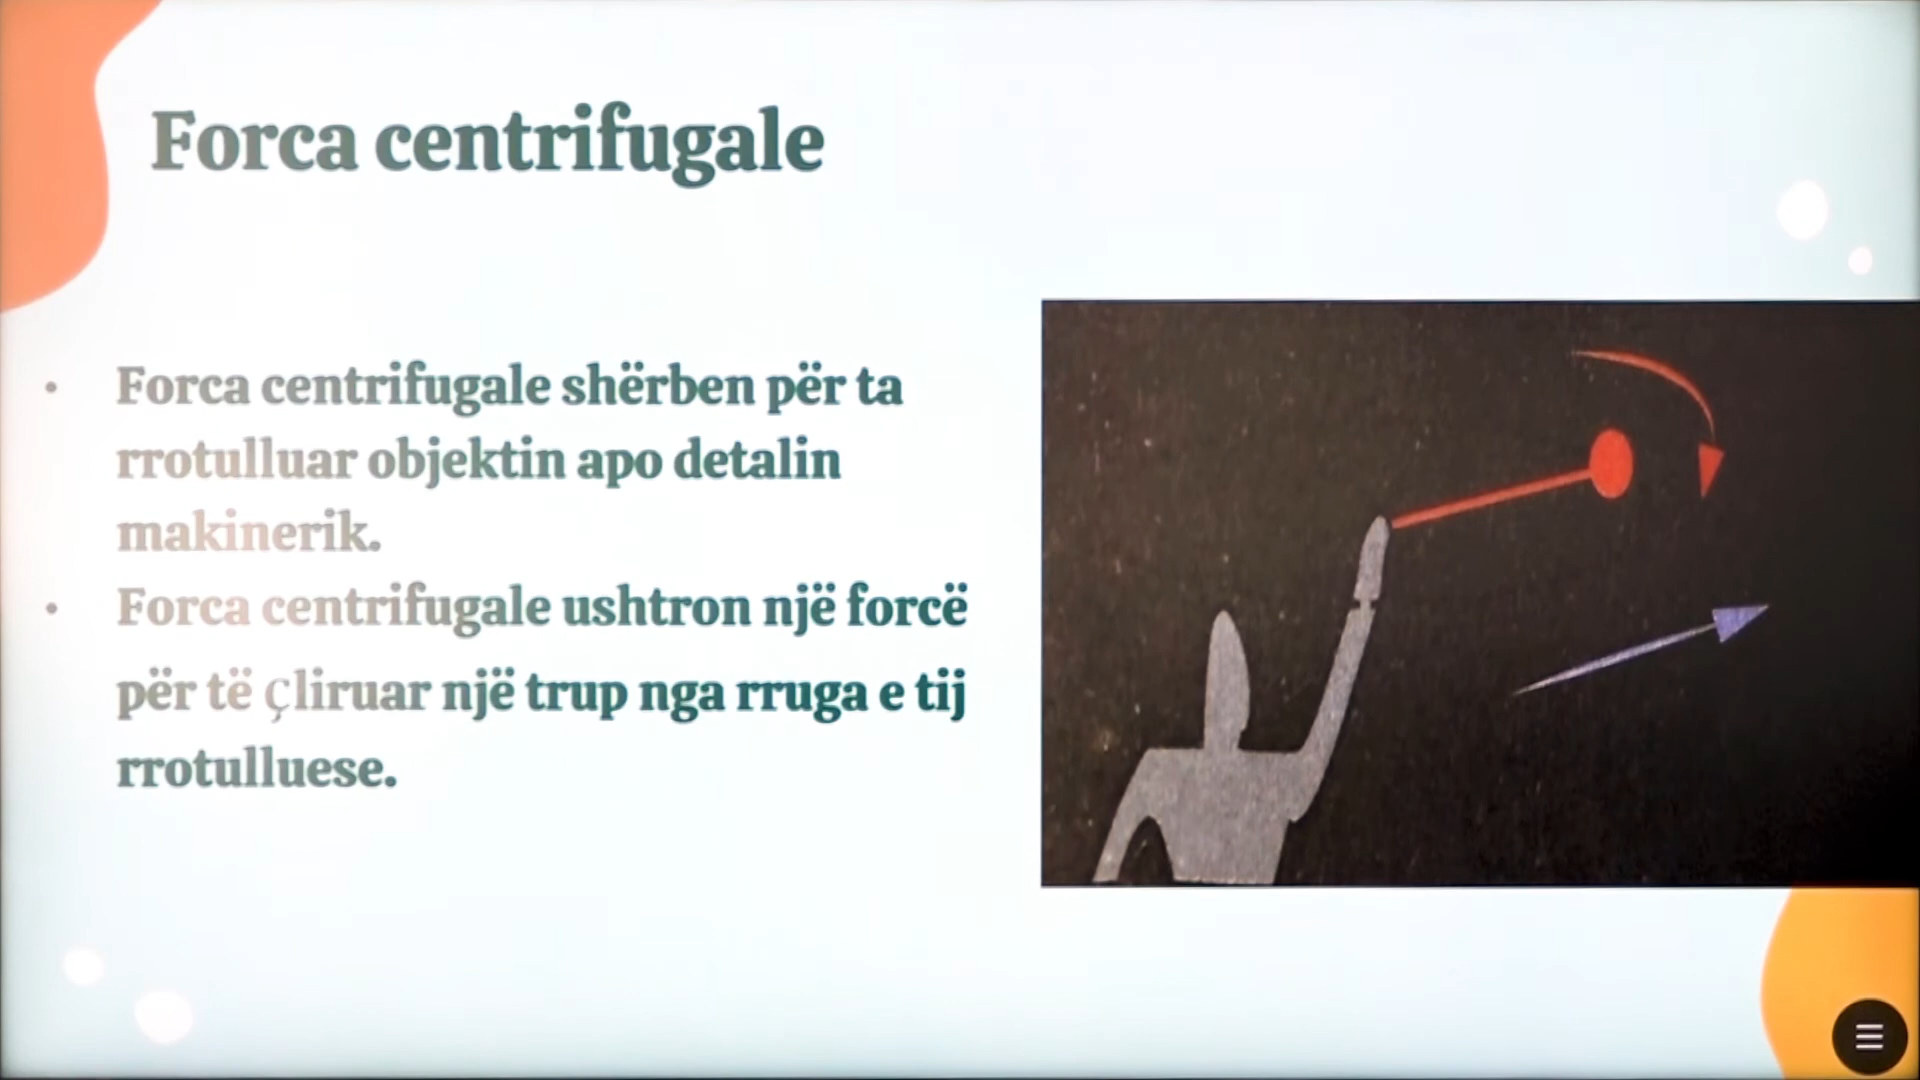 Forca centrifugale
• Forca centrifugale shërben për ta
rrotulluar objektin apo detalin
makinerik.
• Forca centrifugale ushtron një forcë
për të çliruar një trup nga rruga e tij
rrotulluese.